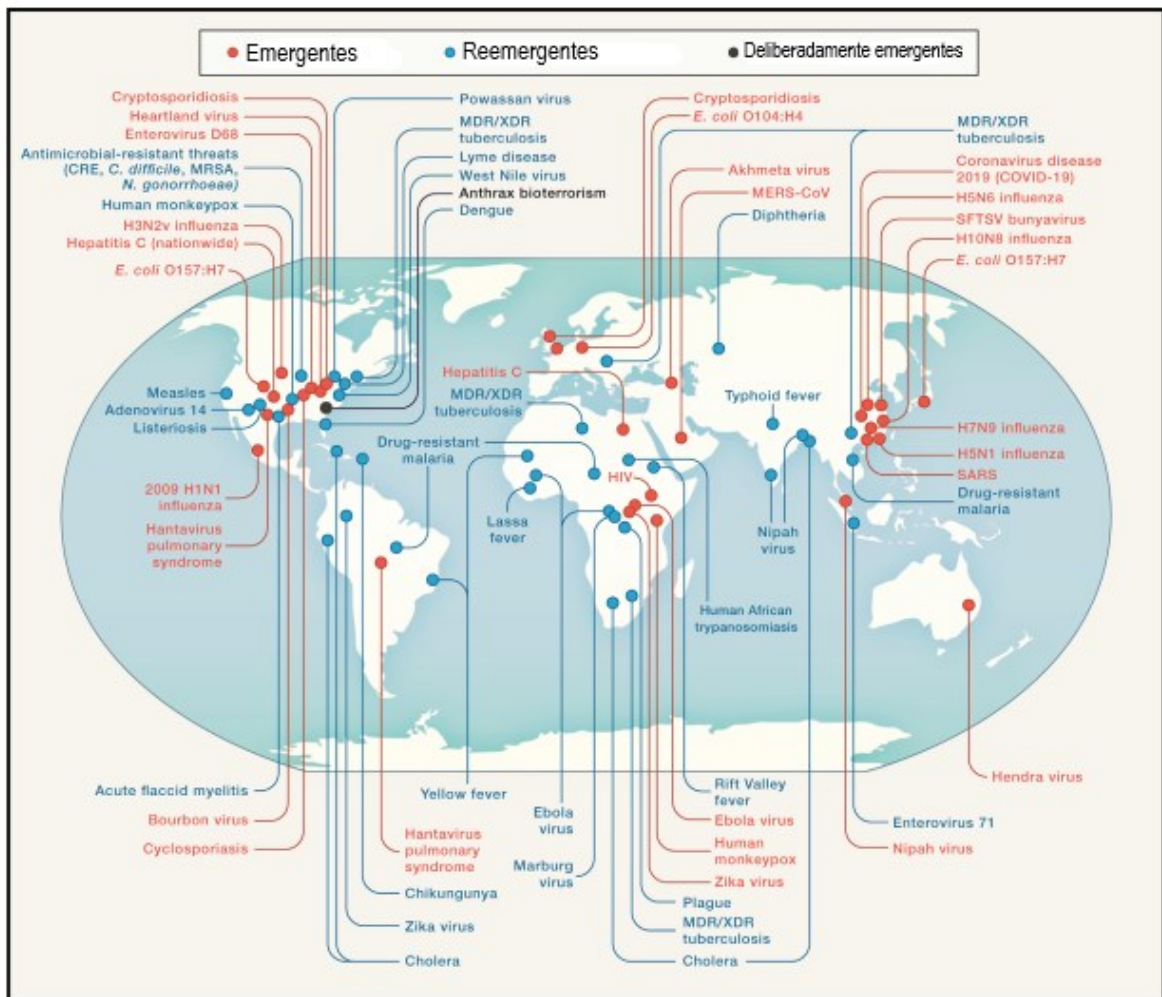 Emergentes
Reemergentes
Deliberadamente emergentes
Cryptosporidiosis
Heartland virus
Enterovirus D68
Antimicrobial-resistant threats
(CRE, C. difficile, MRSA,
N. gonorrhoeae)
Human monkeypox
H3N2v influenza
Hepatitis C (nationwide)
E. coli O157:H7
Powassan virus
MDR/XDR
tuberculosis
Lyme disease
West Nile virus
Anthrax bioterrorism
Dengue
Cryptosporidiosis
E. coli O104:H4
Akhmeta virus
MERS-CoV
Diphtheria
MDR/XDR
tuberculosis
Coronavirus disease
2019 (COVID-19)
H5N6 influenza
SFTSV bunyavirus
H10N8 influenza
E. coli O157:H7
Measles
Adenovirus 14
Listeriosis
2009 H1N1
influenza
Hantavirus
pulmonary
syndrome
Drug-resistant
malaria
Hepatitis C
MDR/XDR
tuberculosis
HIV
Lassa
fever
Typhoid fever
Nipah
virus
Human African
trypanosomiasis
H7N9 influenza
H5N1 influenza
SARS
Drug-resistant
malaria
Acute flaccid myelitis
Bourbon virus
Cyclosporiasis
Yellow fever
Hantavirus
pulmonary
syndrome
Chikungunya
Zika virus
Cholera
Ebola
virus
Marburg
virus
Rift Valley
fever
Ebola virus
Human
monkeypox
Zika virus
Plague
MDR/XDR
tuberculosis
Cholera
Hendra virus
Enterovirus 71
Nipah virus